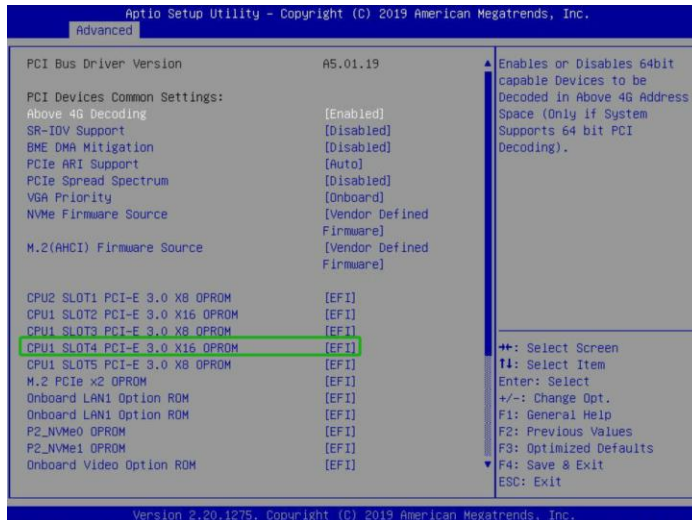 Aptio Setup Utility - Copyright (C) 2019 American Megatrends, Inc.
Advanced
PCI Bus Driver Version A5.01.19
PCI Devices Common Settings:
Above 4G Decoding [Enabled]
SR-IOV Support [Disabled]
BME DMA Mitigation [Disabled]
PCIe ARI Support [Auto]
PCIe Spread Spectrum [Disabled]
VGA Priority [Onboard]
NVMe Firmware Source [Vendor Defined
Firmware]
M.2(AHCI) Firmware Source [Vendor Defined
Firmware]
CPU2 SLOT1 PCI-E 3.0 X8 OPROM [EFI]
CPU1 SLOT2 PCI-E 3.0 X16 OPROM [EFI]
CPU1 SLOT3 PCI-E 3.0 X8 OPROM [EFI]
CPU1 SLOT4 PCI-E 3.0 X16 OPROM [EFI]
CPU1 SLOT5 PCI-E 3.0 X8 OPROM [EFI]
M.2 PCIe x2 OPROM [EFI]
Onboard LAN1 Option ROM [EFI]
Onboard LAN1 Option ROM [EFI]
P2_NVMe0 OPROM [EFI]
P2_NVMe1 OPROM [EFI]
Onboard Video Option ROM [EFI]
Enables or Disables 64bit
capable Devices to be
Decoded in Above 4G Address
Space (Only if System
Supports 64 bit PCI
Decoding).
→←: Select Screen
↑↓: Select Item
Enter: Select
+/-: Change Opt.
F1: General Help
F2: Previous Values
F3: Optimized Defaults
F4: Save & Exit
ESC: Exit
Version 2.20.1275. Copyright (C) 2019 American Megatrends, Inc.